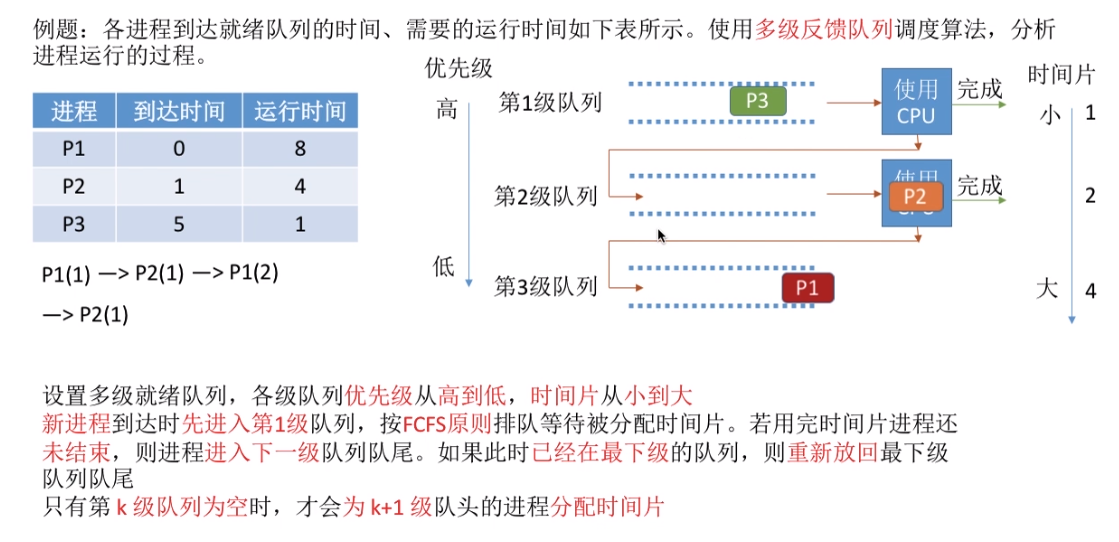 例题：各进程到达就绪队列的时间、需要的运行时间如下表所示。使用多级反馈队列调度算法，分析
进程运行的过程。
进程 到达时间 运行时间
P1 0 8
P2 1 4
P3 5 1
P1(1) —> P2(1) —> P1(2)
—> P2(1)
优先级
高
低
第1级队列
P3
使用
CPU
完成
第2级队列
使用
P2
完成
第3级队列
P1
时间片
小 1
2
大 4
设置多级就绪队列，各级队列优先级从高到低，时间片从小到大
新进程到达时先进入第1级队列，按FCFS原则排队等待被分配时间片。若用完时间片进程还
未结束，则进程进入下一级队列队尾。如果此时已经在最下级的队列，则重新放回最下级
队列队尾
只有第 k 级队列为空时，才会为 k+1 级队头的进程分配时间片